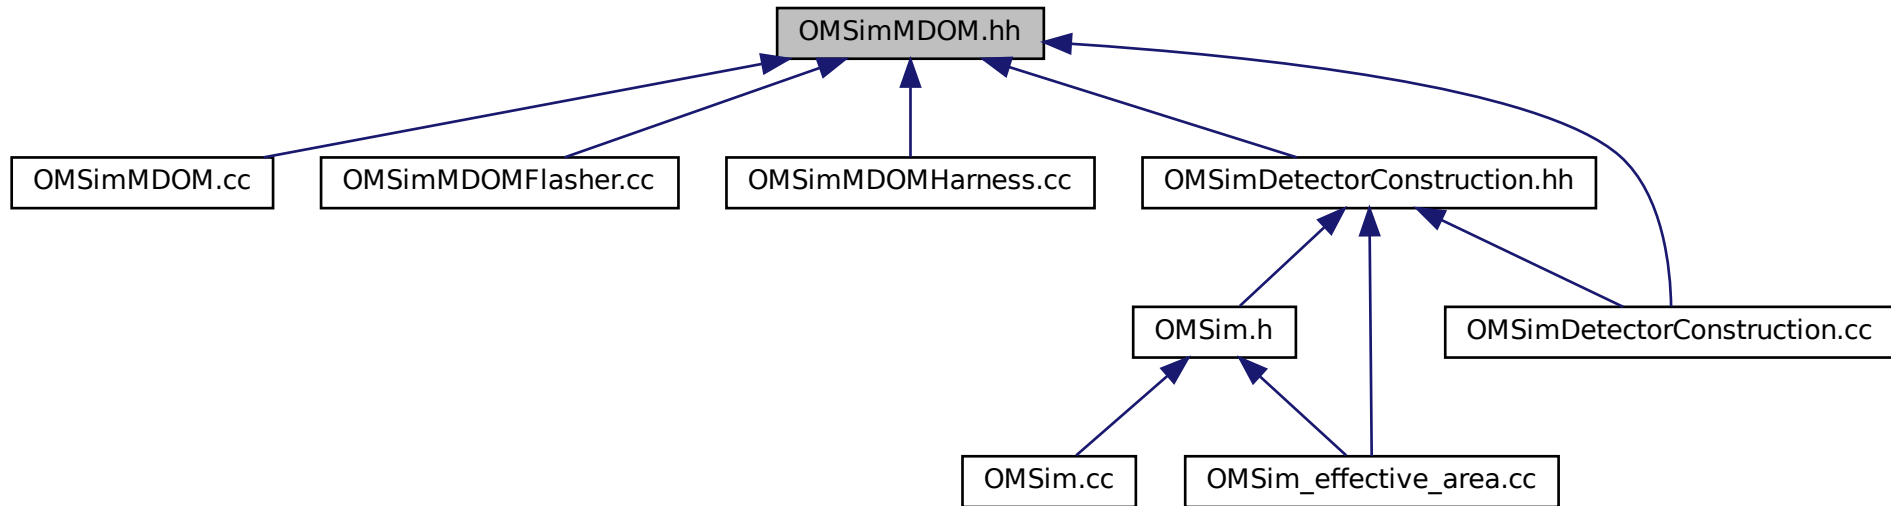 OMSimMDOM.hh
OMSimMDOM.cc
OMSimMDOMFlasher.cc
OMSimMDOMHarness.cc
OMSimDetectorConstruction.hh
OMSim.h
OMSimDetectorConstruction.cc
OMSim.cc
OMSim_effective_area.cc